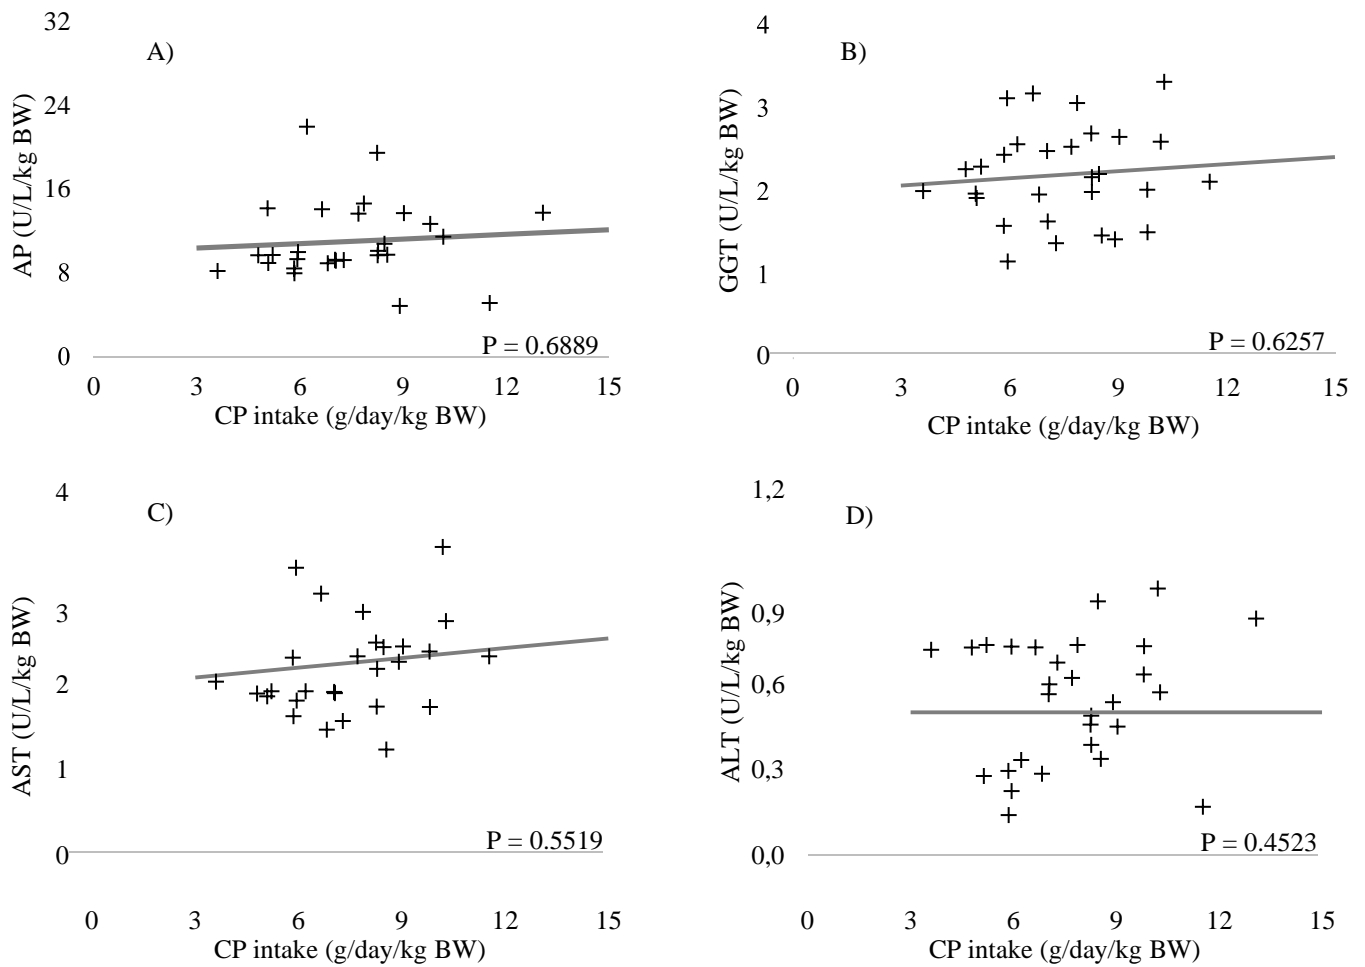 A)
AP (U/L/kg BW)
32
24
16
8
0
P = 0.6889
0 3 6 9 12 15
CP intake (g/day/kg BW)
B)
GGT (U/L/kg BW)
4
3
2
1
0
P = 0.6257
0 3 6 9 12 15
CP intake (g/day/kg BW)
C)
AST (U/L/kg BW)
4
3
2
1
0
P = 0.5519
0 3 6 9 12 15
CP intake (g/day/kg BW)
D)
ALT (U/L/kg BW)
1,2
0,9
0,6
0,3
0,0
P = 0.4523
0 3 6 9 12 15
CP intake (g/day/kg BW)